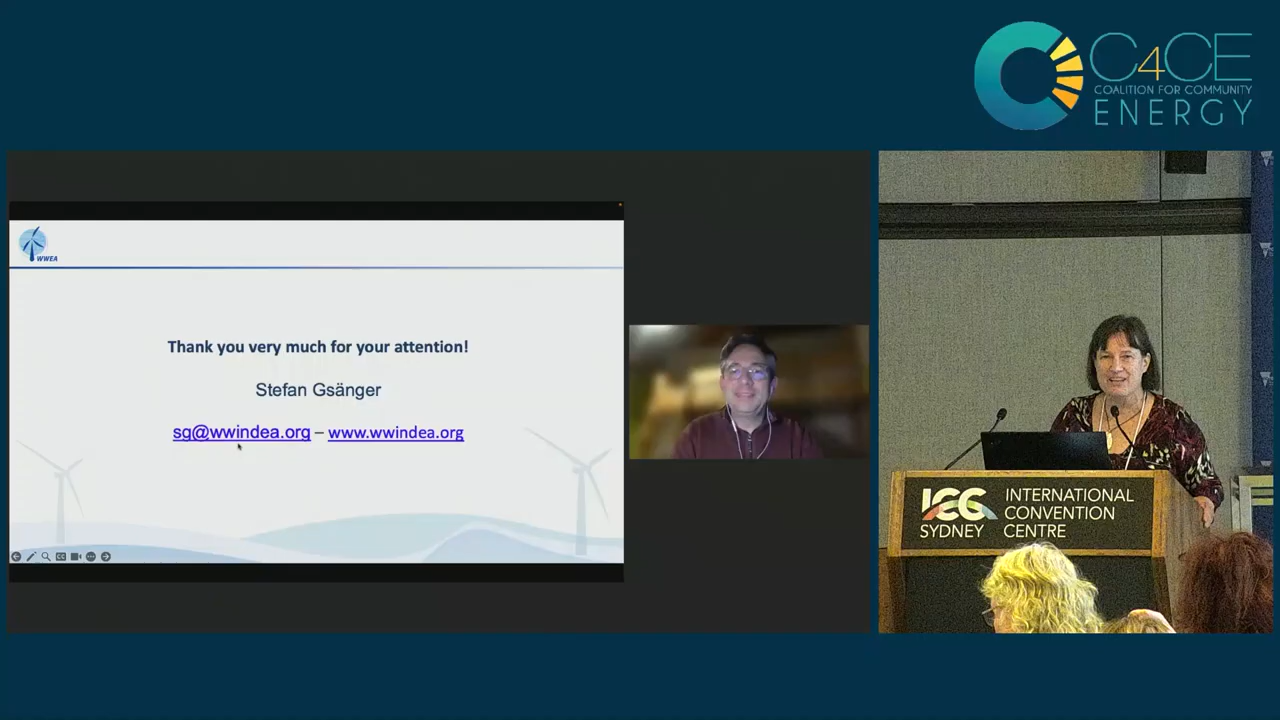 C4CE
COALITION FOR COMMUNITY
ENERGY
WWEA
Thank you very much for your attention!
Stefan Gsänger
sg@wwindea.org – www.wwindea.org
ICC
SYDNEY
INTERNATIONAL
CONVENTION
CENTRE